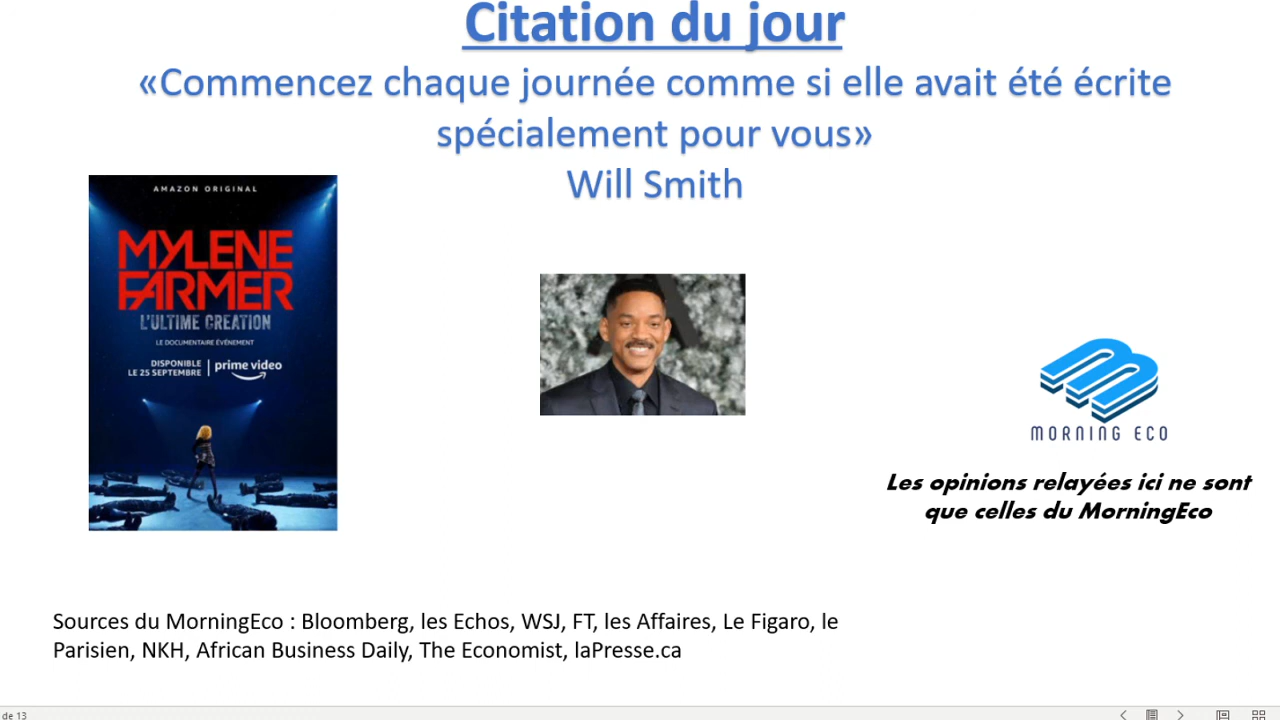 Citation du jour
«Commencez chaque journée comme si elle avait été écrite
spécialement pour vous»
Will Smith
AMAZON ORIGINAL
MYLENE
FARMER
L'ULTIME CREATION
LE DOCUMENTAIRE ÉVÉNEMENT
DISPONIBLE
LE 25 SEPTEMBRE
prime video
MORNING ECO
Les opinions relayées ici ne sont
que celles du MorningEco
Sources du MorningEco : Bloomberg, les Echos, WSJ, FT, les Affaires, Le Figaro, le
Parisien, NKH, African Business Daily, The Economist, laPresse.ca
de 13